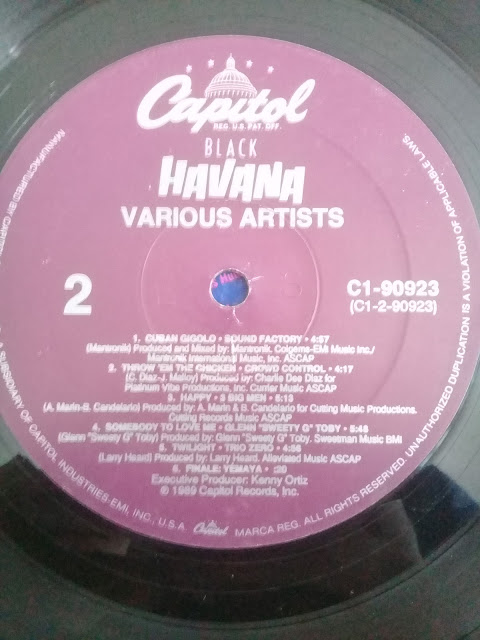 Capitol
REG. U.S. PAT. OFF.
BLACK
HAVANA
VARIOUS ARTISTS
2
C1-90923
(C1-2-90923)
1. CUBAN GIGOLO • SOUND FACTORY • 4:57
(Mantronik) Produced and Mixed by: Mantronik. Colgems-EMI Music Inc./
Mantronik International Music, Inc. ASCAP
2. THROW 'EM THE CHICKEN • CROWD CONTROL • 4:17
(C. Diaz-J. Malloy) Produced by: Charlie Dee Diaz for
Platinum Vibe Productions, Inc. Cumier Music ASCAP
3. HAPPY • 3 BIG MEN • 5:13
(A. Marin-B. Candelario) Produced by: A. Marin & B. Candelario for Cutting Music Productions.
Cutting Records Music ASCAP
4. SOMEBODY TO LOVE ME • GLENN "SWEETY G" TOBY • 5:48
(Glenn "Sweety G" Toby) Produced by: Glenn "Sweety G" Toby. Sweetman Music BMI
5. TWILIGHT • TRIO ZERO • 4:56
(Larry Heard) Produced by: Larry Heard. Alleviated Music ASCAP
6. FINALE: YEMAYA • :20
Executive Producer: Kenny Ortiz
℗ 1989 Capitol Records, Inc.
MANUFACTURED BY
A SUBSIDIARY OF CAPITOL INDUSTRIES-EMI, INC., U.S.A. Capitol MARCA REG. ALL RIGHTS RESERVED. UNAUTHORIZED DUPLICATION IS A VIOLATION OF APPLICABLE LAWS.